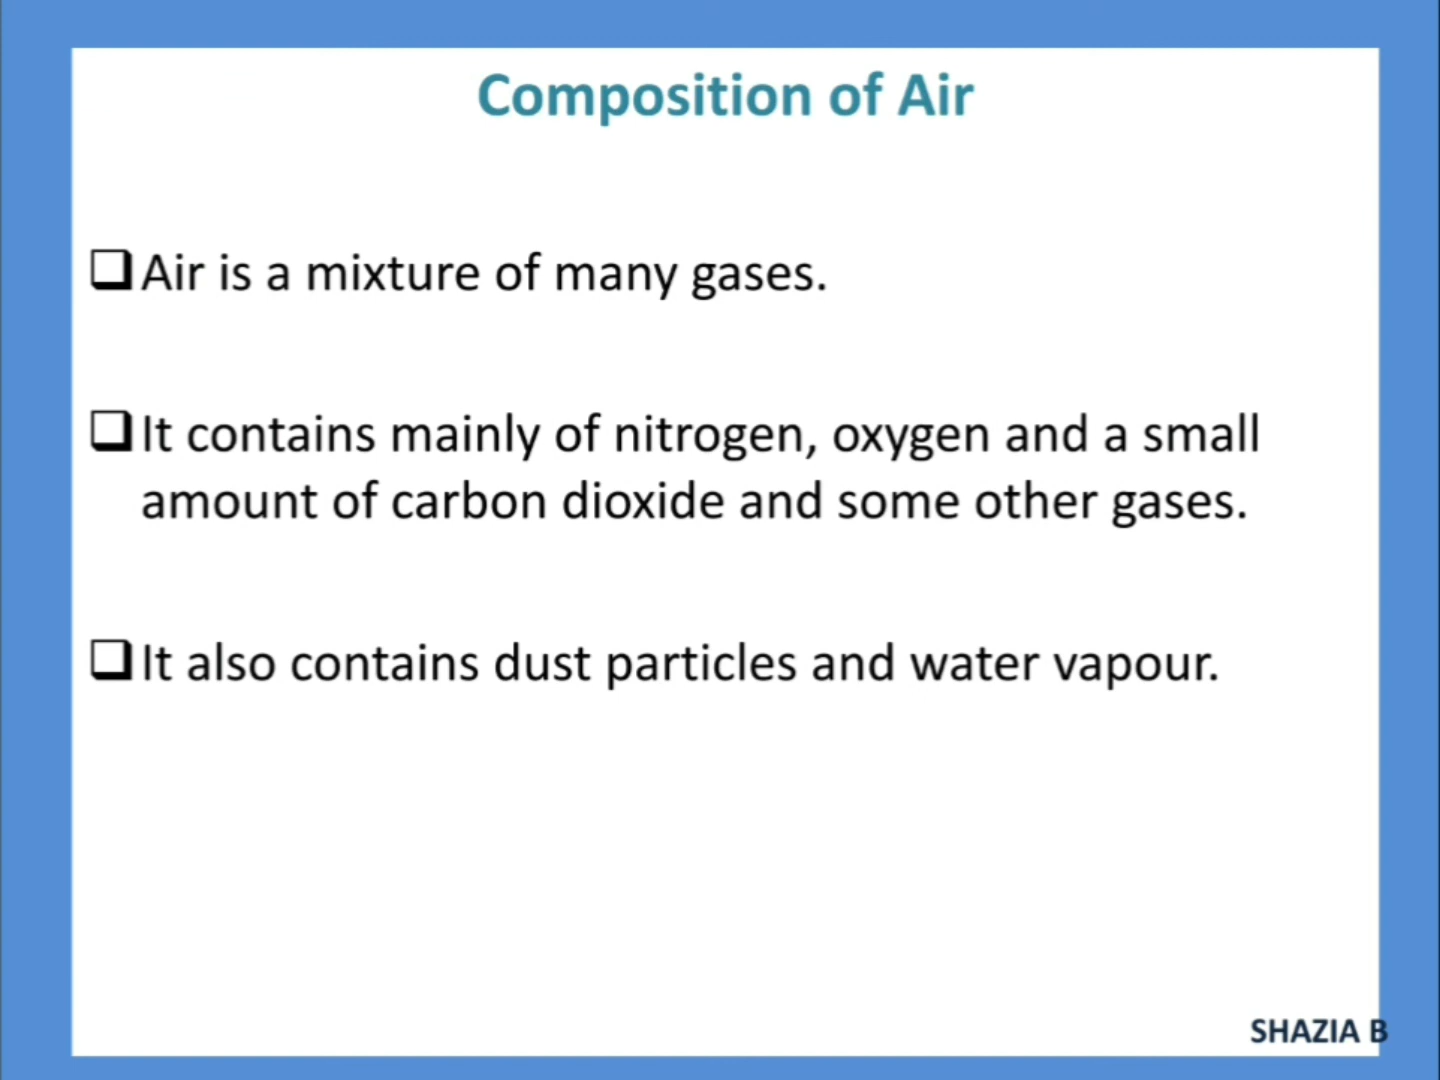 Composition of Air
Air is a mixture of many gases.
It contains mainly of nitrogen, oxygen and a small
amount of carbon dioxide and some other gases.
It also contains dust particles and water vapour.
SHAZIA B